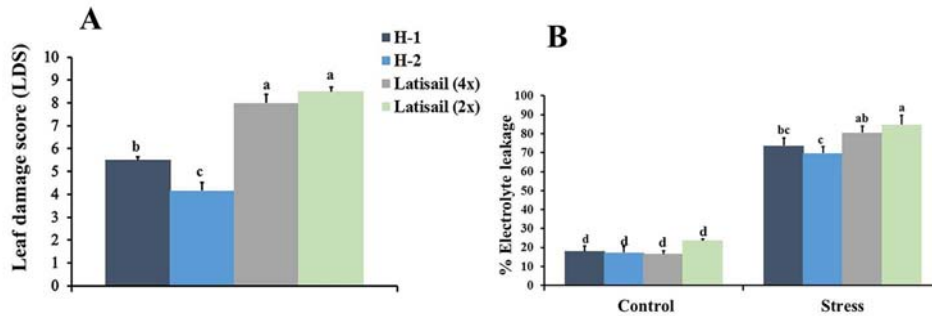 A
Leaf damage score (LDS)
10
9
8
7
6
5
4
3
2
1
0
b
c
a
a
H-1
H-2
Latisail (4x)
Latisail (2x)
B
% Electrolyte leakage
100
90
80
70
60
50
40
30
20
10
0
d
d
d
d
bc
c
ab
a
Control
Stress